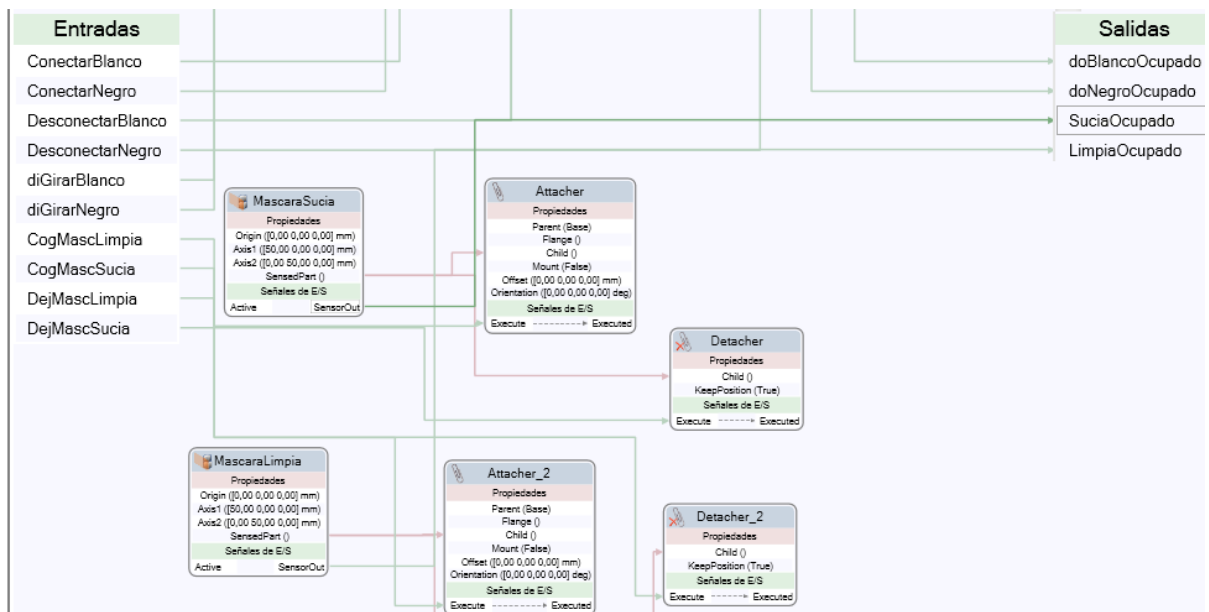 Entradas
ConectarBlanco
ConectarNegro
DesconectarBlanco
DesconectarNegro
diGirarBlanco
diGirarNegro
CogMascLimpia
CogMascSucia
DejMascLimpia
DejMascSucia
Salidas
doBlancoOcupado
doNegroOcupado
SuciaOcupado
LimpiaOcupado
MascaraSucia
Propiedades
Origin ([0,00 0,00 0,00] mm)
Axis1 ([50,00 0,00 0,00] mm)
Axis2 ([0,00 50,00 0,00] mm)
SensedPart ()
Señales de E/S
Active SensorOut
Attacher
Propiedades
Parent (Base)
Flange ()
Child ()
Mount (False)
Offset ([0,00 0,00 0,00] mm)
Orientation ([0,00 0,00 0,00] deg)
Señales de E/S
Execute Executed
Detacher
Propiedades
Child ()
KeepPosition (True)
Señales de E/S
Execute Executed
MascaraLimpia
Propiedades
Origin ([0,00 0,00 0,00] mm)
Axis1 ([50,00 0,00 0,00] mm)
Axis2 ([0,00 50,00 0,00] mm)
SensedPart ()
Señales de E/S
Active SensorOut
Attacher_2
Propiedades
Parent (Base)
Flange ()
Child ()
Mount (False)
Offset ([0,00 0,00 0,00] mm)
Orientation ([0,00 0,00 0,00] deg)
Señales de E/S
Execute Executed
Detacher_2
Propiedades
Child ()
KeepPosition (True)
Señales de E/S
Execute Executed